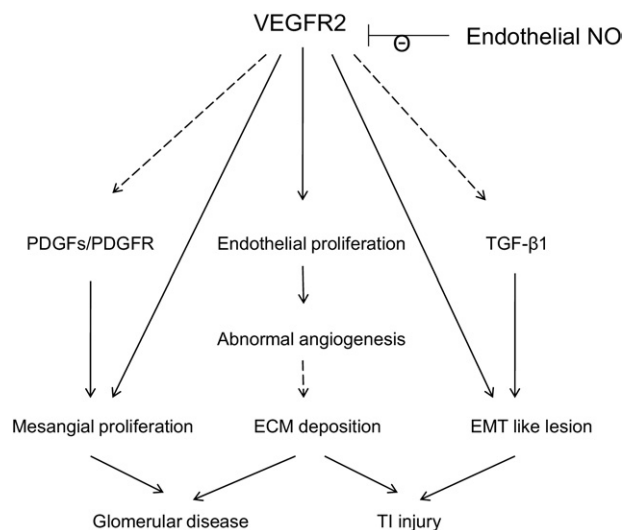 VEGFR2
Θ
Endothelial NO
PDGFs/PDGFR
Endothelial proliferation
TGF-β1
Abnormal angiogenesis
Mesangial proliferation
ECM deposition
EMT like lesion
Glomerular disease
TI injury